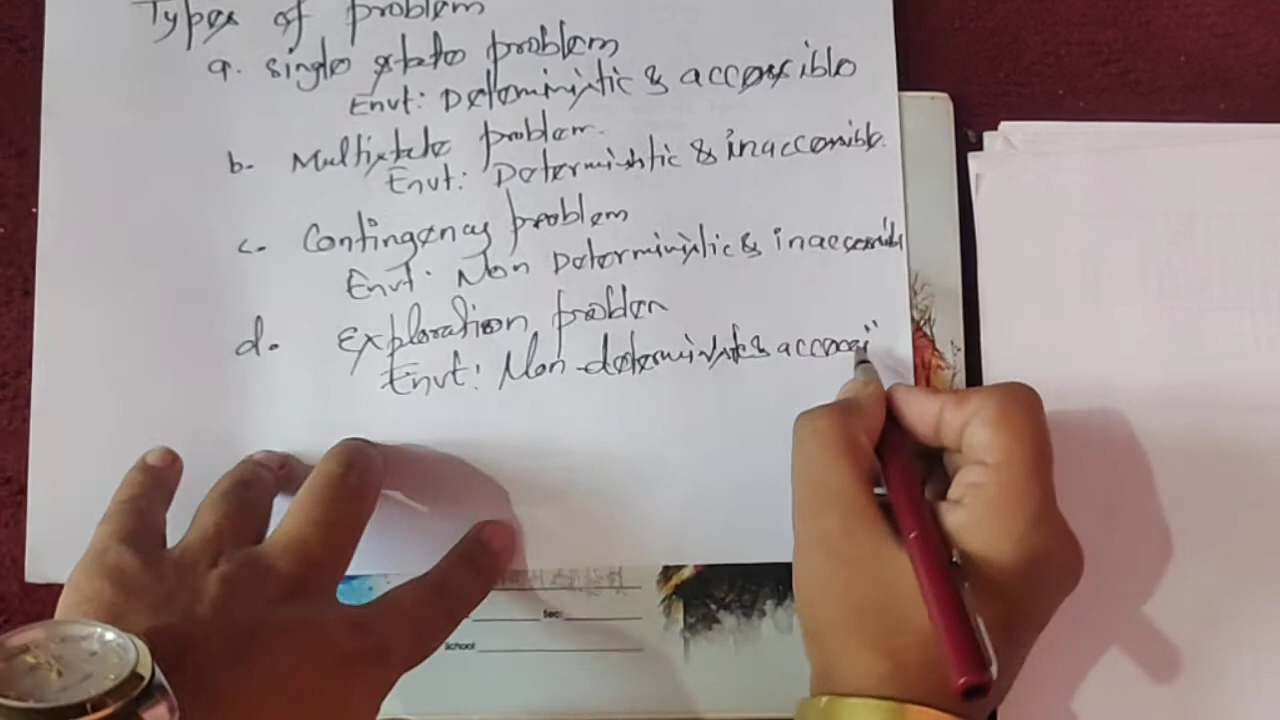 Types of problem
a. single state problem
Envt: Deterministic & accessible
b. Multistate problem.
Envt: Deterministic & inaccessible.
c. Contingency problem
Envt: Non Deterministic & inaccessible
d. Exploration problem
Envt: Non-deterministic & accessi
Sec:
School